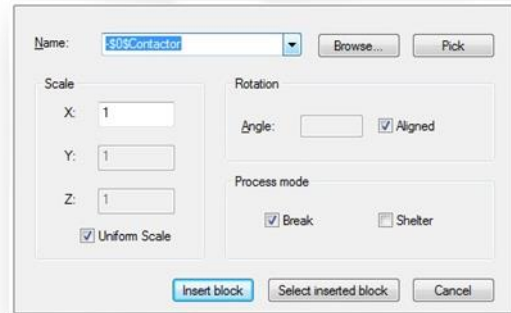 Name: -$0$Contactor Browse... Pick
Scale
X: 1
Y: 1
Z: 1
Uniform Scale
Rotation
Angle: Aligned
Process mode
Break Shelter
Insert block Select inserted block Cancel